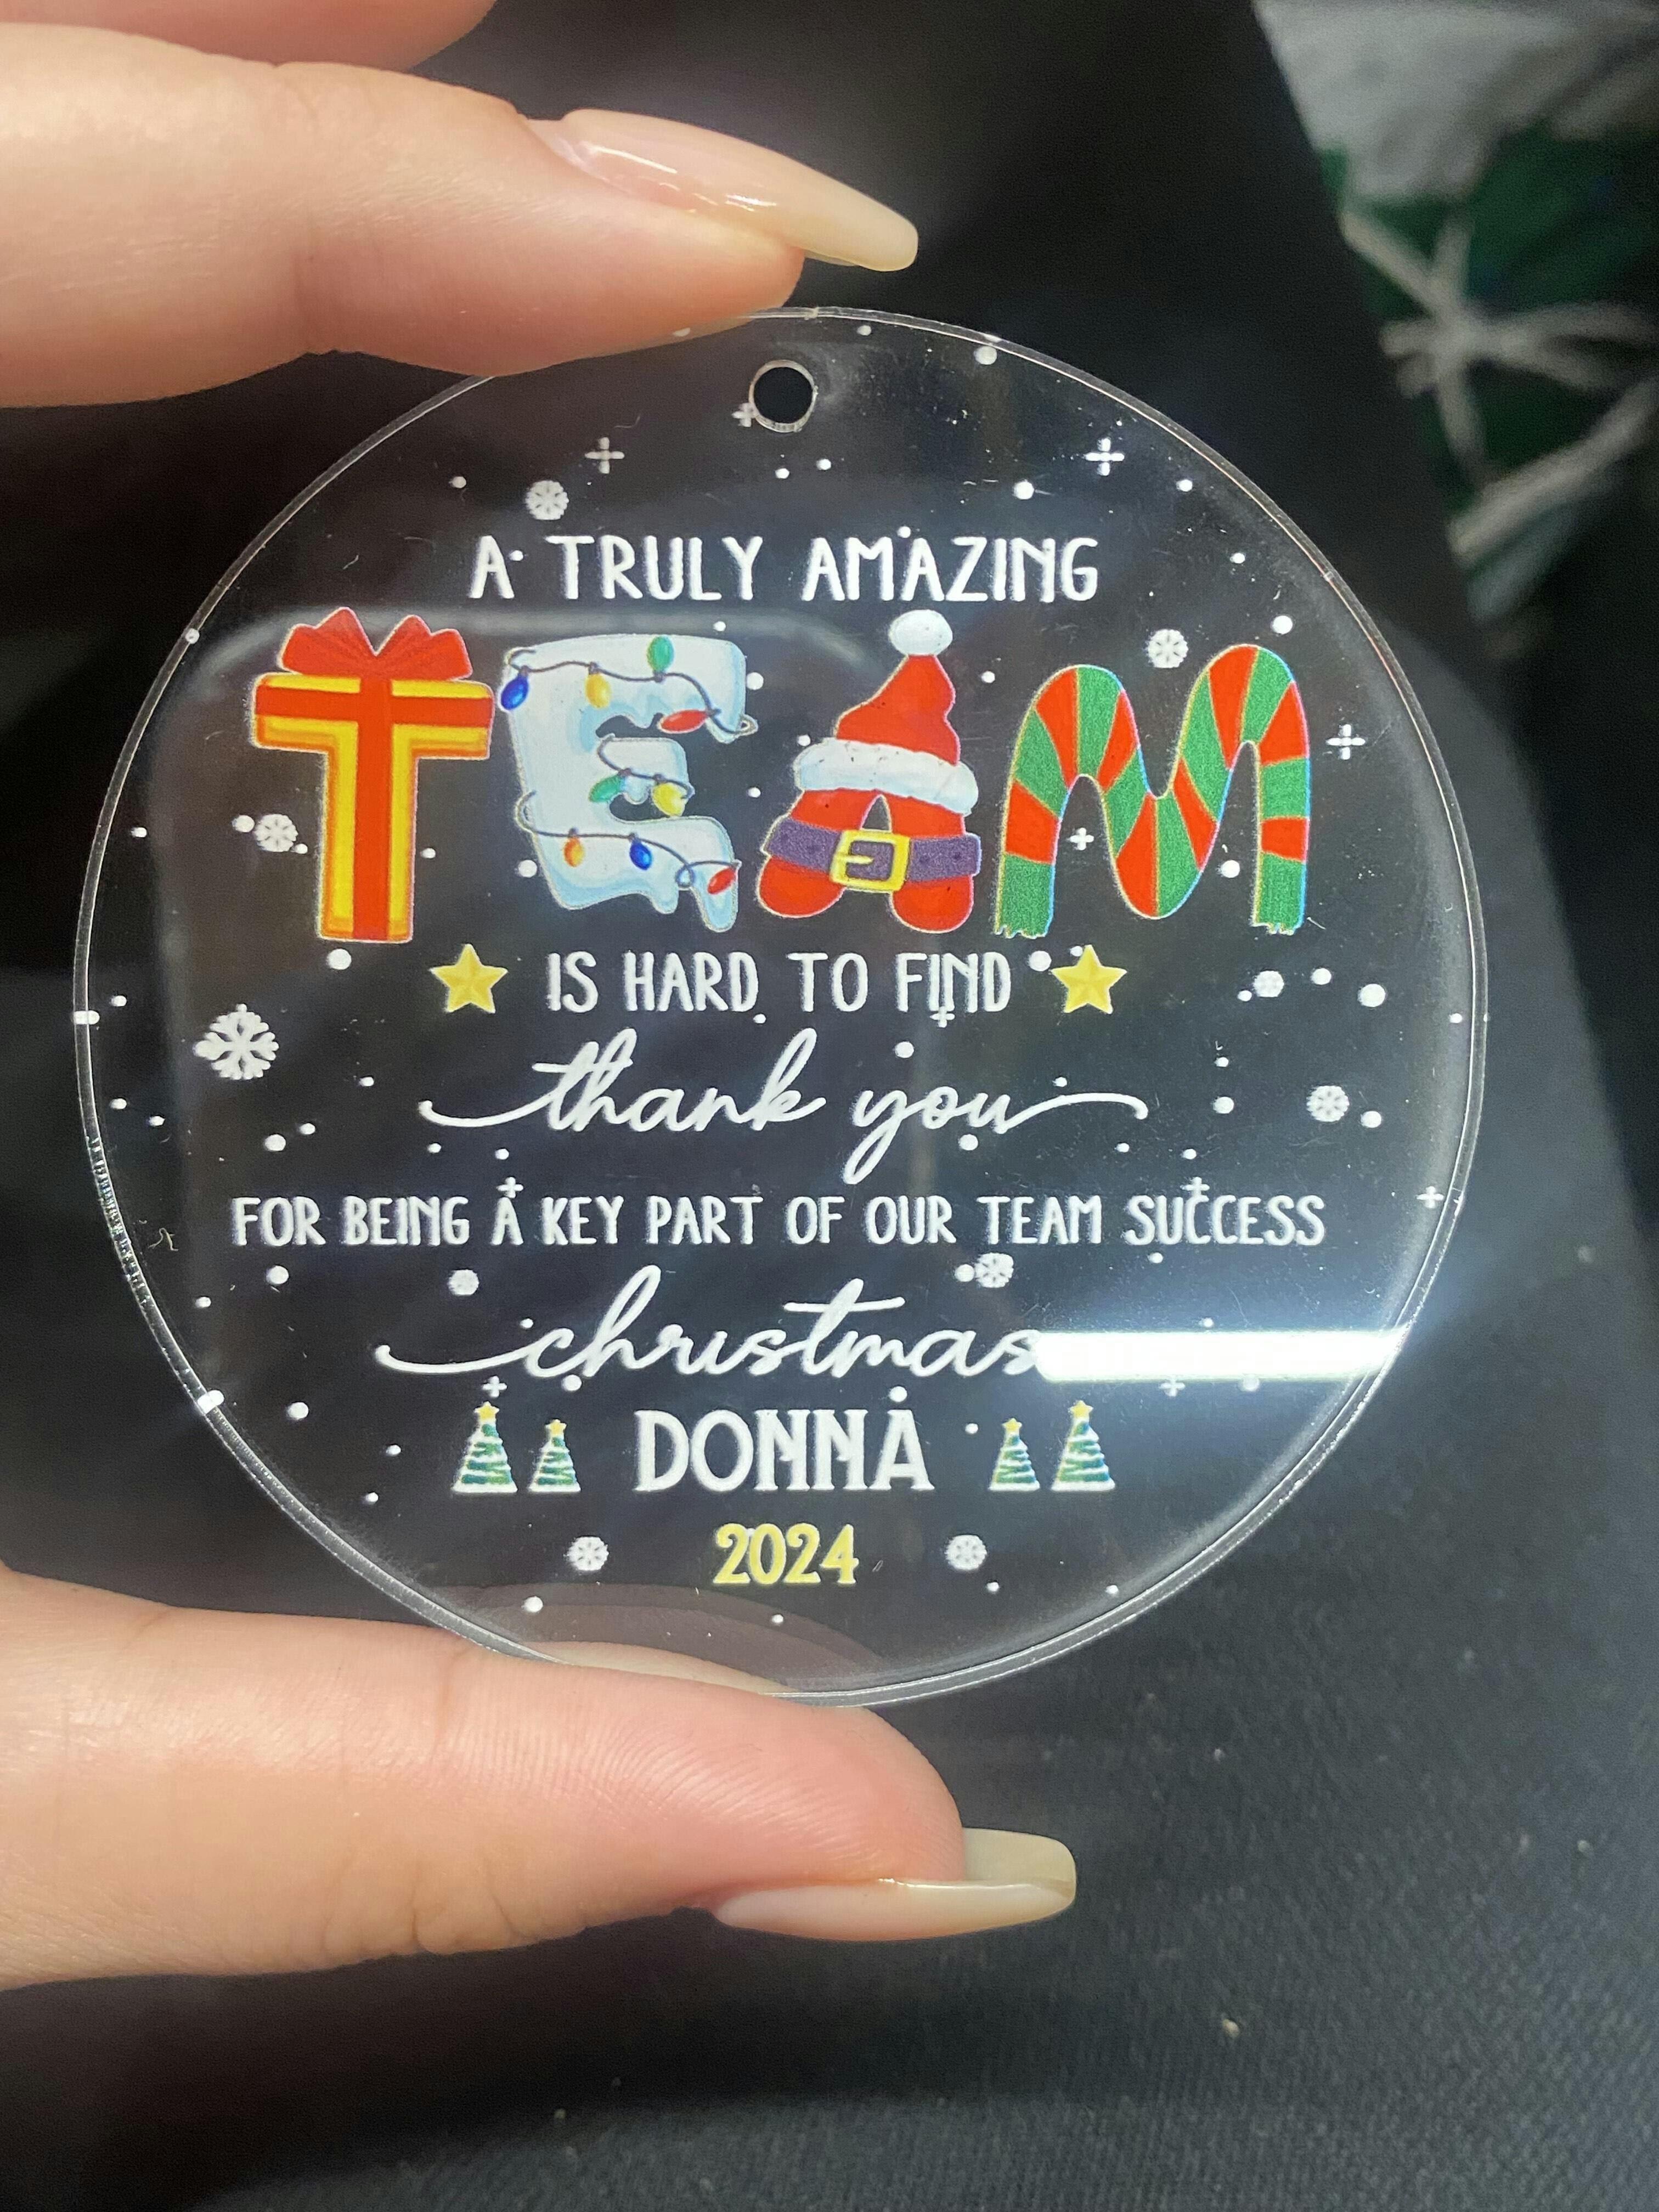 A TRULY AMAZING
TEAM
IS HARD TO FIND
thank you
FOR BEING A KEY PART OF OUR TEAM SUCCESS
christmas
DONNA
2024